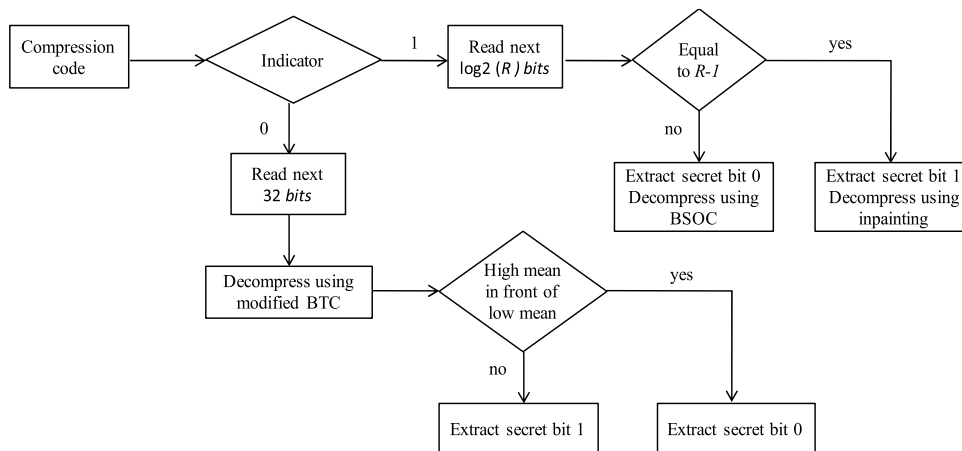 Compression
code
Indicator
1
Read next
log2 (R ) bits
Equal
to R-1
yes
no
0
Read next
32 bits
Extract secret bit 0
Decompress using
BSOC
Extract secret bit 1
Decompress using
inpainting
Decompress using
modified BTC
High mean
in front of
low mean
yes
no
Extract secret bit 1
Extract secret bit 0